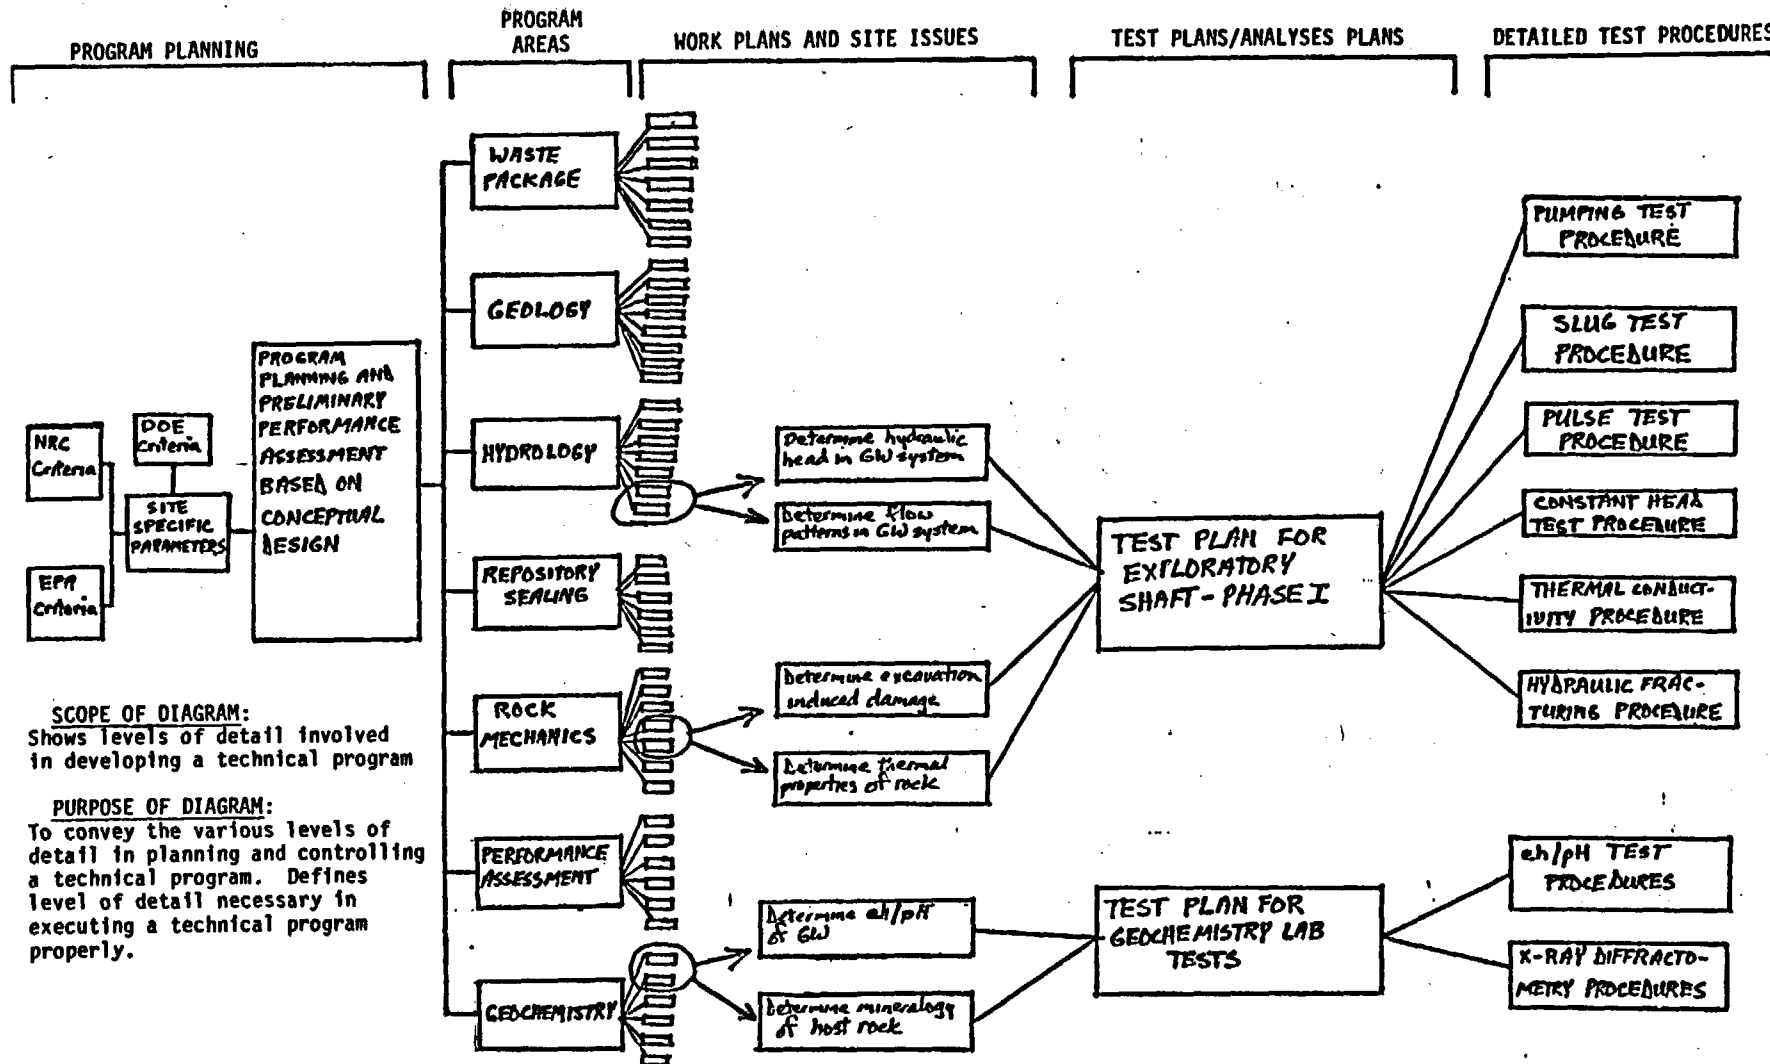 PROGRAM PLANNING
PROGRAM
AREAS
WORK PLANS AND SITE ISSUES
TEST PLANS/ANALYSES PLANS
DETAILED TEST PROCEDURES
NRC
Criteria
DOE
Criteria
EPA
Criteria
SITE
SPECIFIC
PARAMETERS
PROGRAM
PLANNING AND
PRELIMINARY
PERFORMANCE
ASSESSMENT
BASED ON
CONCEPTUAL
DESIGN
WASTE
PACKAGE
GEOLOGY
HYDROLOGY
REPOSITORY
SEALING
ROCK
MECHANICS
PERFORMANCE
ASSESSMENT
GEOCHEMISTRY
Determine hydraulic
head in GW system
Determine flow
patterns in GW system
Determine excavation
induced damage
Determine thermal
properties of rock
Determine eh/pH
of GW
Determine mineralogy
of host rock
TEST PLAN FOR
EXPLORATORY
SHAFT-PHASE I
TEST PLAN FOR
GEOCHEMISTRY LAB
TESTS
PUMPING TEST
PROCEDURE
SLUG TEST
PROCEDURE
PULSE TEST
PROCEDURE
CONSTANT HEAD
TEST PROCEDURE
THERMAL CONDUCT-
IVITY PROCEDURE
HYDRAULIC FRAC-
TURING PROCEDURE
eh/pH TEST
PROCEDURES
X-RAY DIFFRACTO-
METRY PROCEDURES
SCOPE OF DIAGRAM:
Shows levels of detail involved
in developing a technical program
PURPOSE OF DIAGRAM:
To convey the various levels of
detail in planning and controlling
a technical program. Defines
level of detail necessary in
executing a technical program
properly.